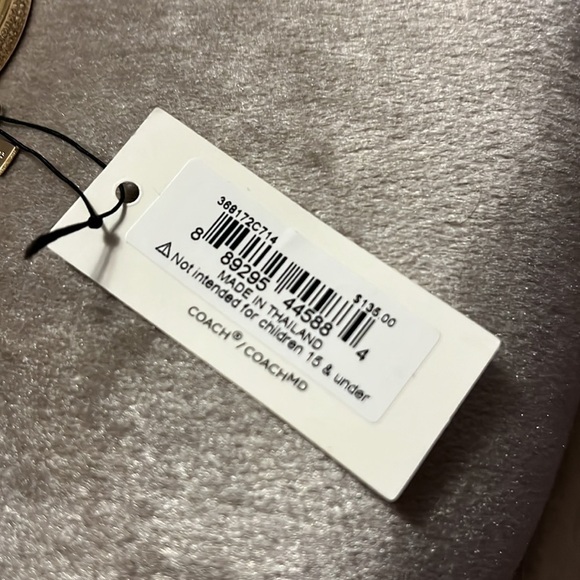 368172C714
$135.00
8 89295 44588 4
MADE IN THAILAND
⚠ Not intended for children 15 & under
COACH®/COACHMD